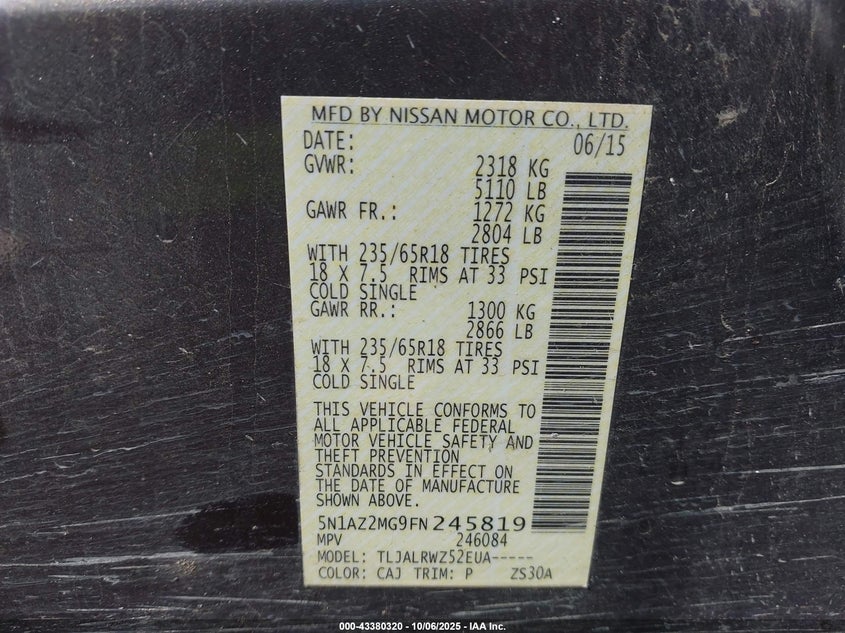 MFD BY NISSAN MOTOR CO., LTD.
DATE: 06/15
GVWR: 2318 KG
5110 LB
GAWR FR.: 1272 KG
2804 LB
WITH 235/65R18 TIRES
18 X 7.5 RIMS AT 33 PSI
COLD SINGLE
GAWR RR.: 1300 KG
2866 LB
WITH 235/65R18 TIRES
18 X 7.5 RIMS AT 33 PSI
COLD SINGLE
THIS VEHICLE CONFORMS TO
ALL APPLICABLE FEDERAL
MOTOR VEHICLE SAFETY AND
THEFT PREVENTION
STANDARDS IN EFFECT ON
THE DATE OF MANUFACTURE
SHOWN ABOVE.
5N1AZ2MG9FN245819
MPV 246084
MODEL: TLJALRWZ52EUA-----
COLOR: CAJ TRIM: P ZS30A
000-43380320 - 10/06/2025 - IAA Inc.